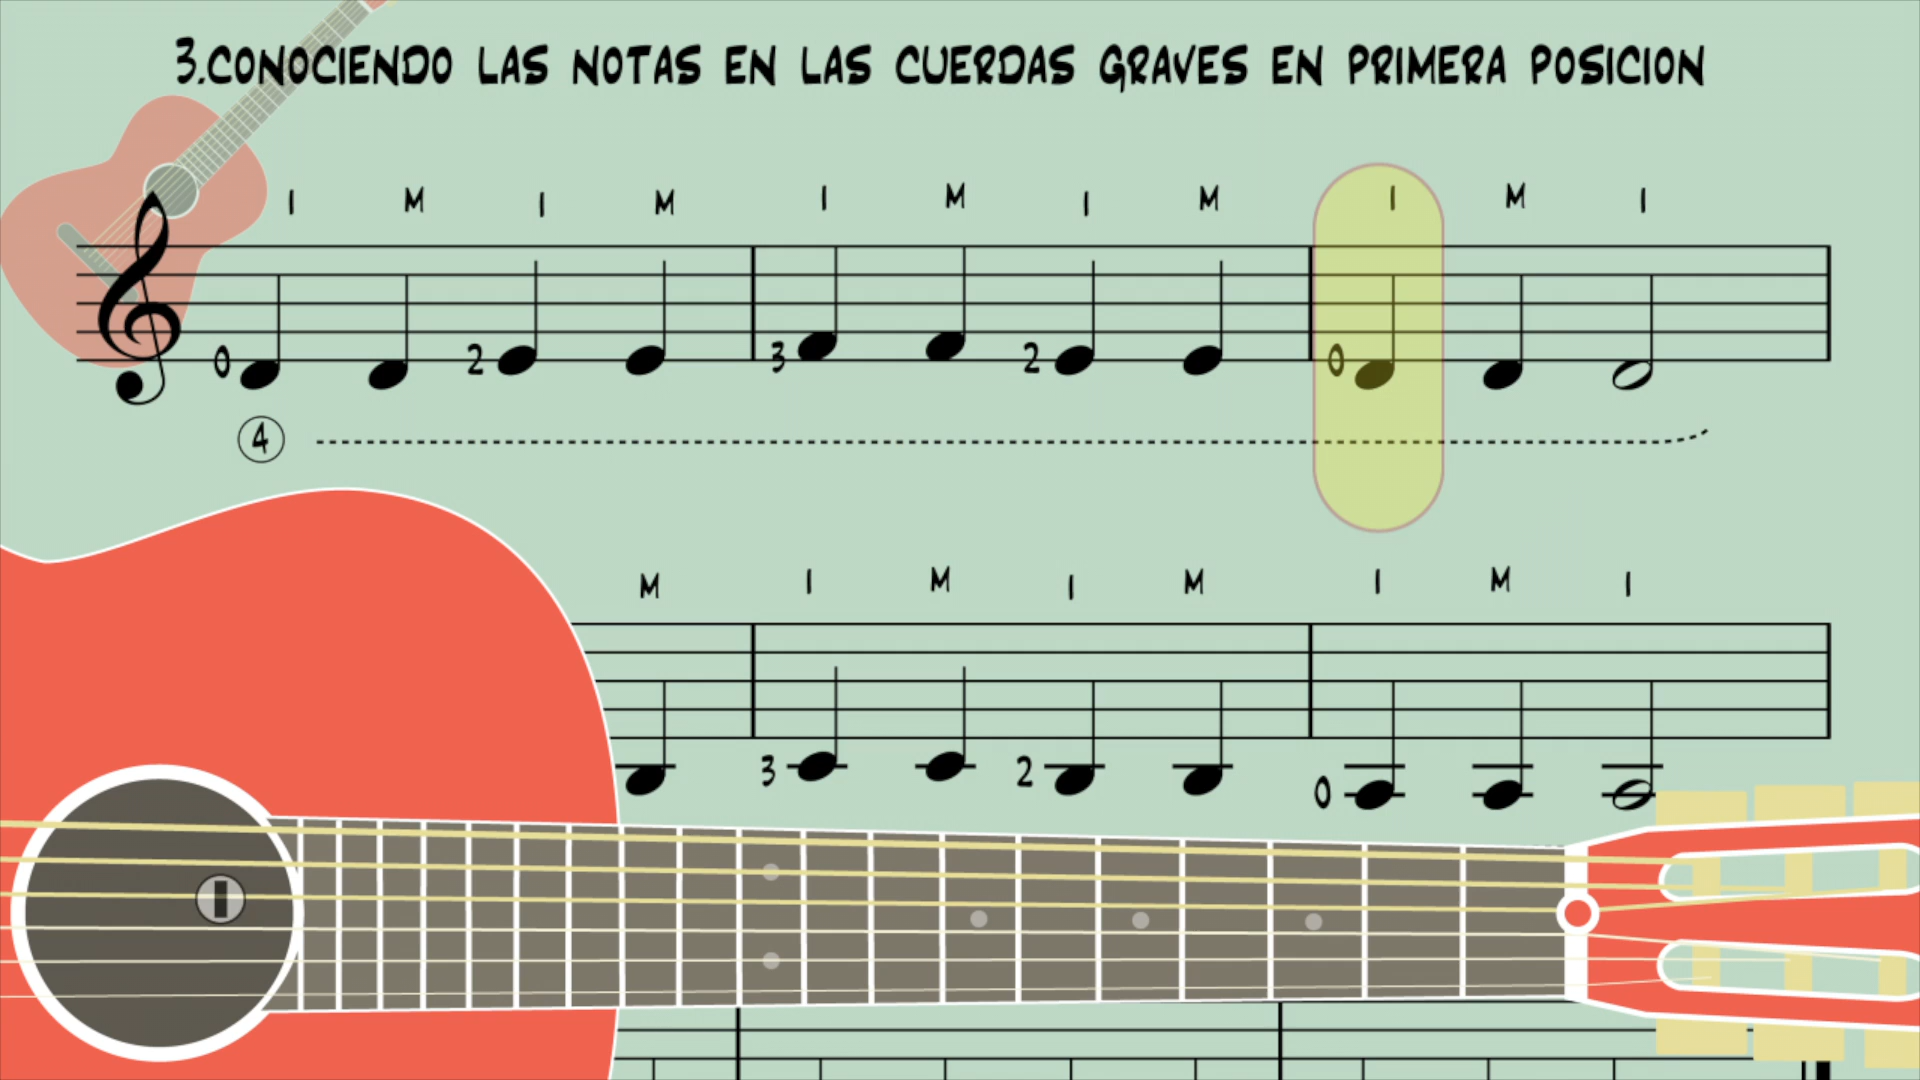 3.CONOCIENDO LAS NOTAS EN LAS CUERDAS GRAVES EN PRIMERA POSICION
I M I M I M I M I M I
0 2 3 2 0
4
M I M I M I M I
3 2 0
I